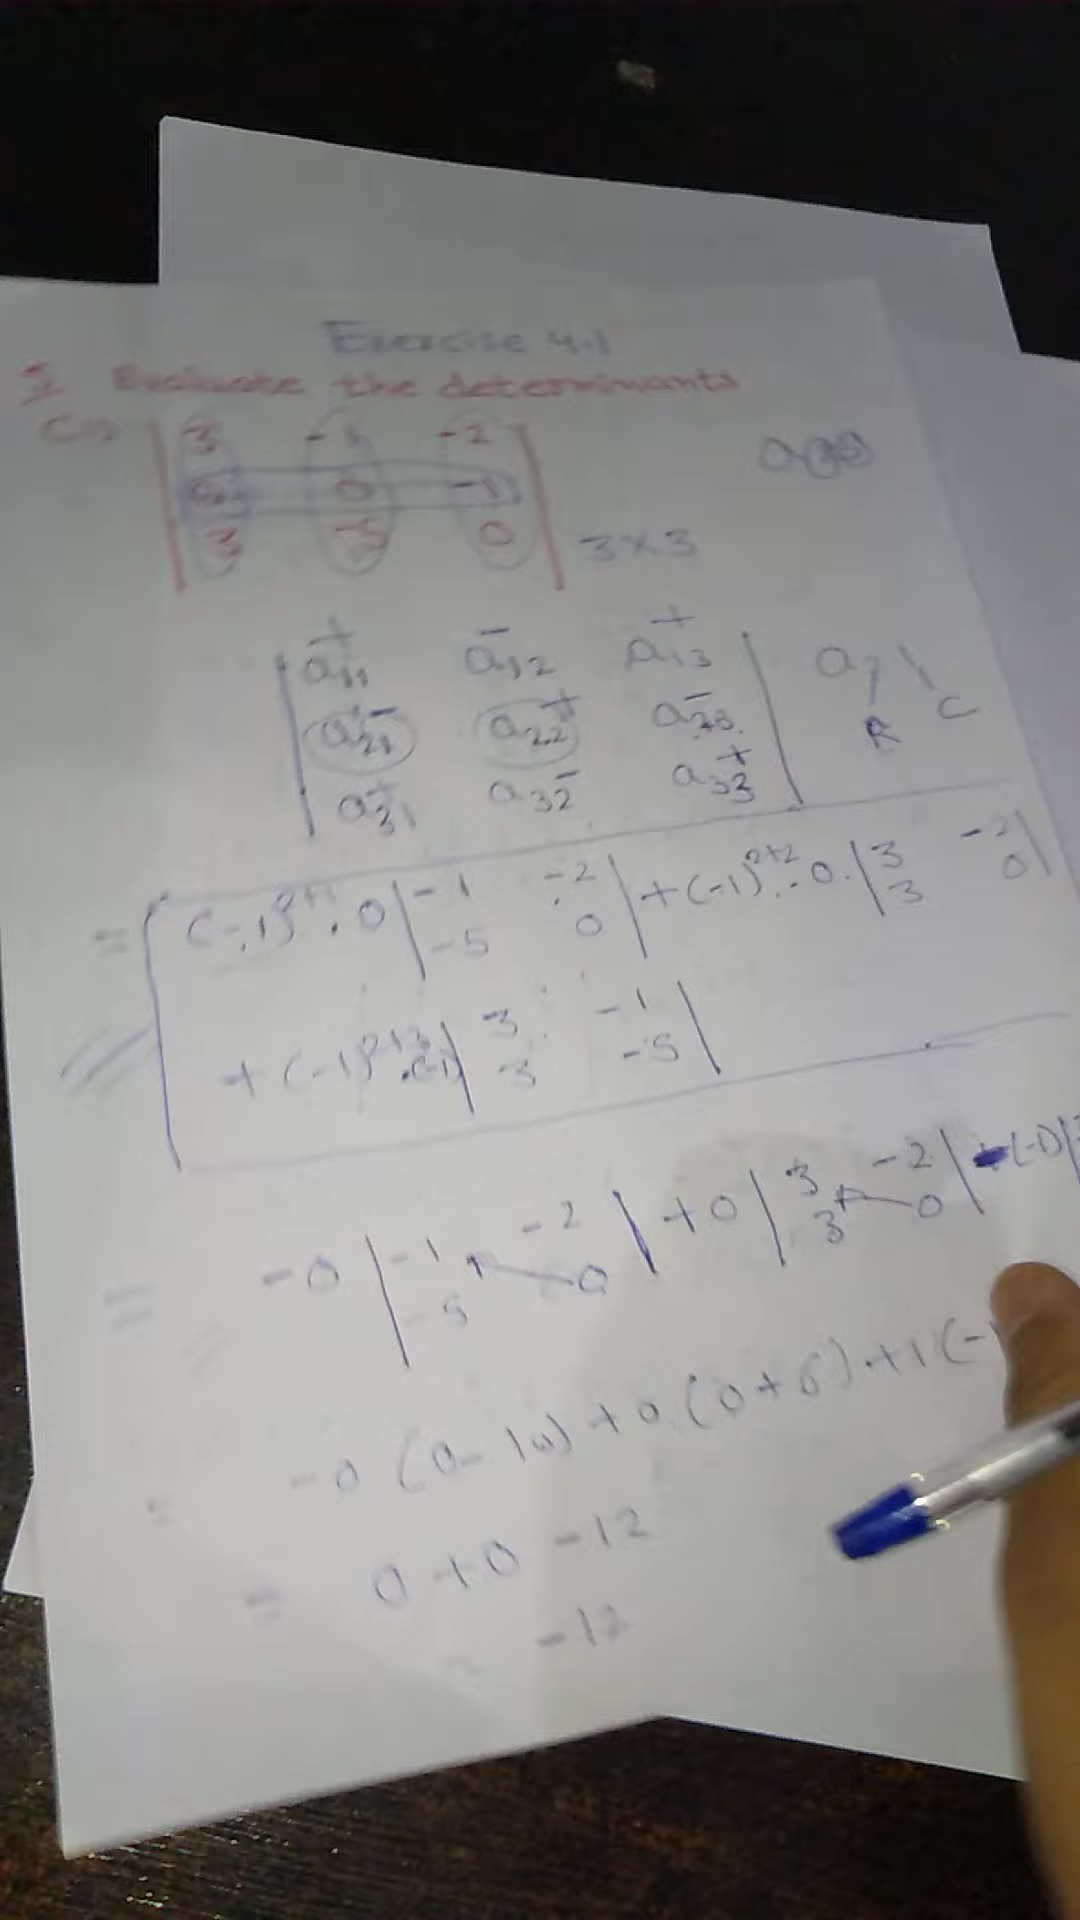 Exercise 4.1
Evaluate the determinants
3 -1 -2
0 0 -1
3 -5 0
3×3
a₁₁⁺ a₁₂⁻ a₁₃⁺
a₂₁⁻ a₂₂⁺ a₂₃⁻
a₃₁⁺ a₃₂⁻ a₃₃⁺
a
R C
= (-1)²⁺¹ . 0 | -1 -2 | + (-1)²⁺² . 0 . | 3 -2 |
-5 0 3 0
+ (-1)²⁺³ . (-1) | 3 -1 |
3 -5
= -0 | -1 -2 | + 0 | 3 -2 | - (-1) |
-5 0 3 0
= -0 (0 - 10) + 0 . (0 + 6) + 1 (-
= 0 + 0 - 12
= -12